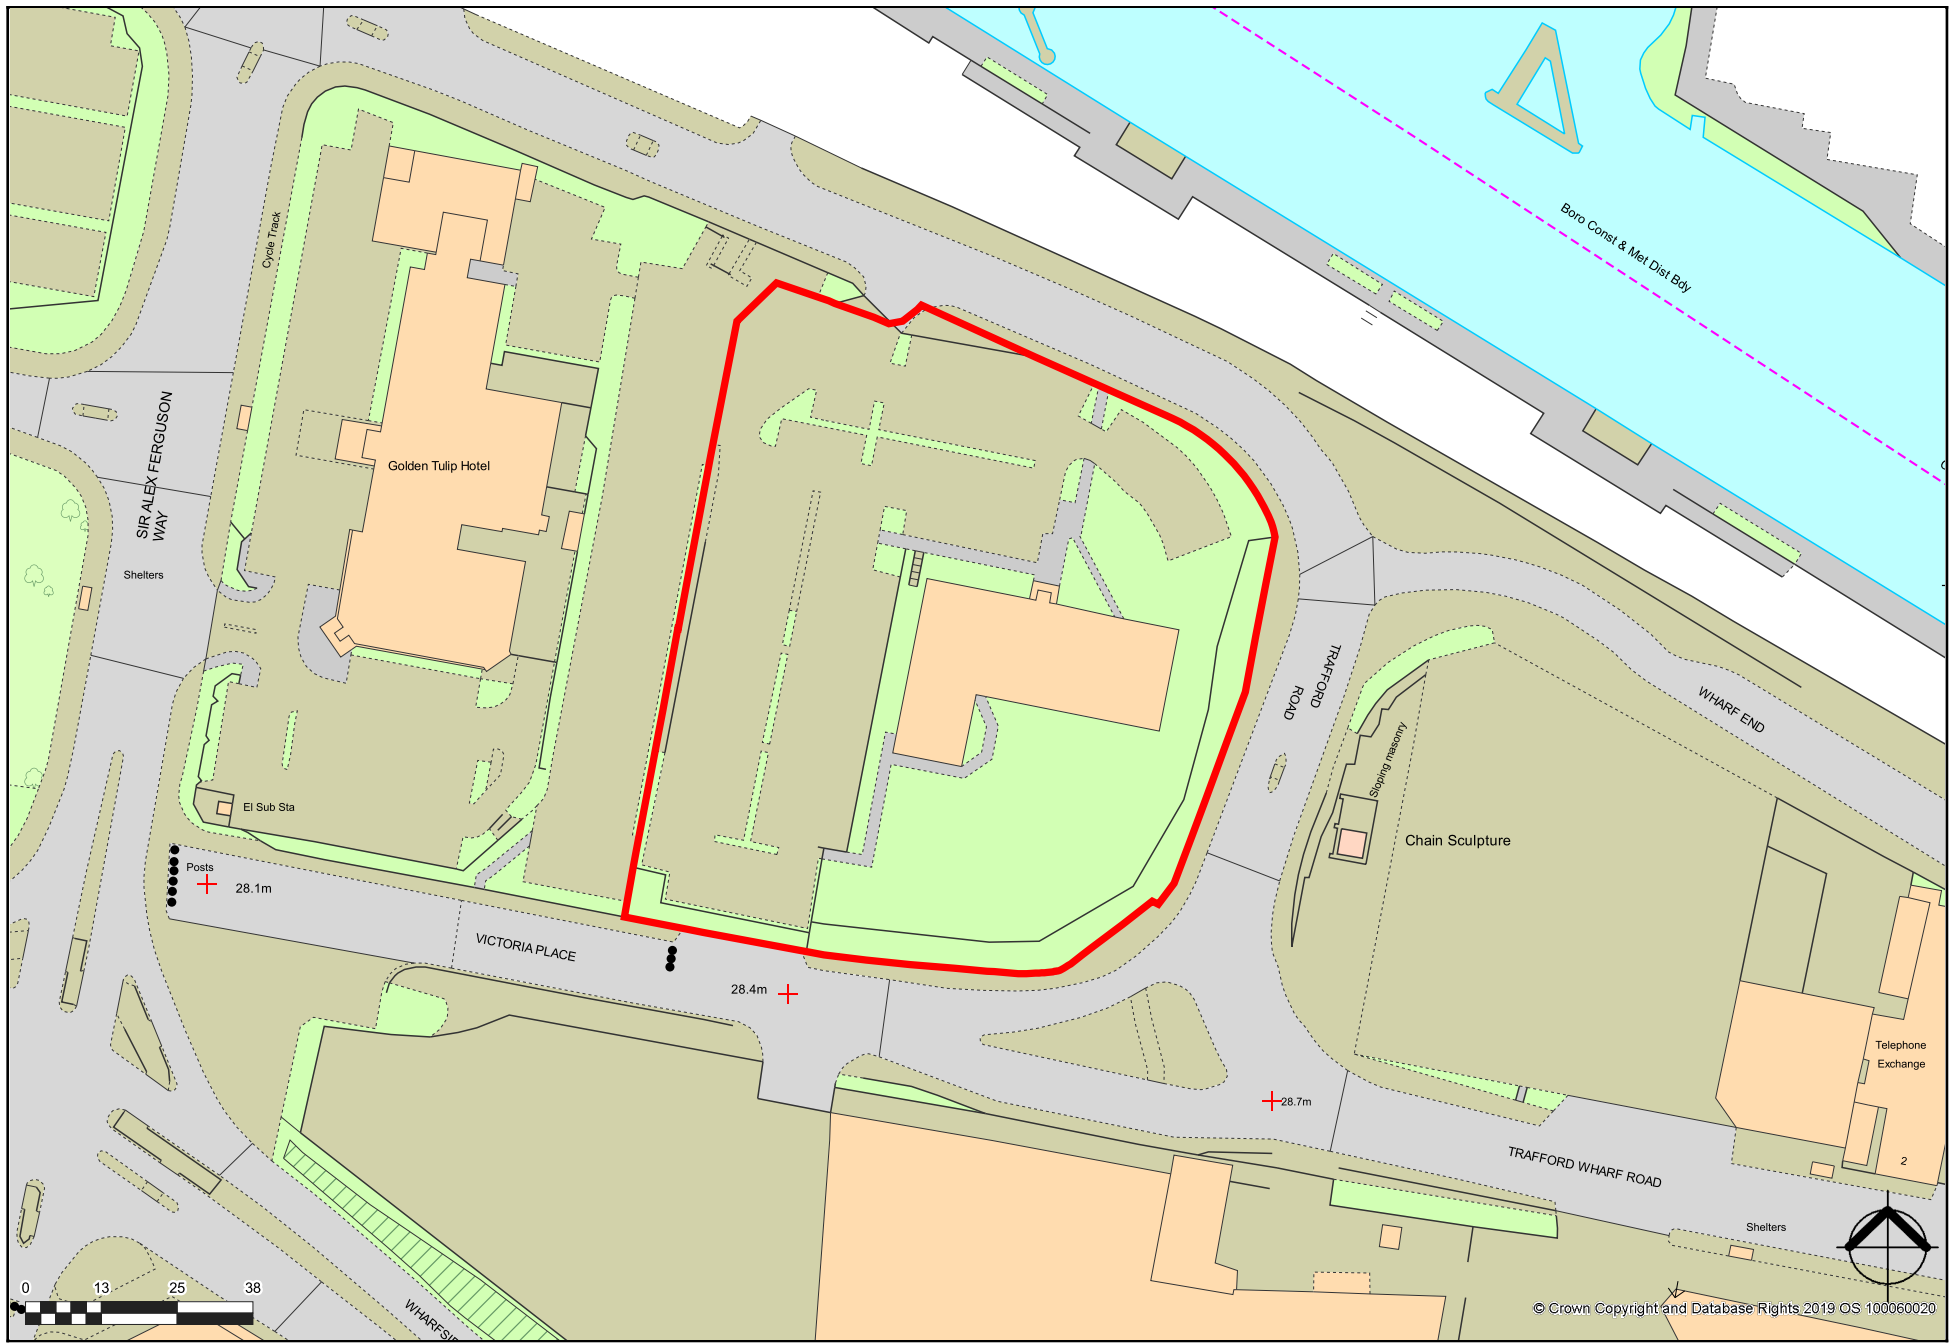 Boro Const & Met Dist Bdy
Cycle Track
SIR ALEX FERGUSON
WAY
Golden Tulip Hotel
Shelters
TRAFFORD
ROAD
WHARF END
Sloping masonry
El Sub Sta
Chain Sculpture
Posts
28.1m
VICTORIA PLACE
28.4m
Telephone
Exchange
28.7m
TRAFFORD WHARF ROAD
2
Shelters
0 13 25 38
© Crown Copyright and Database Rights 2019 OS 100060020